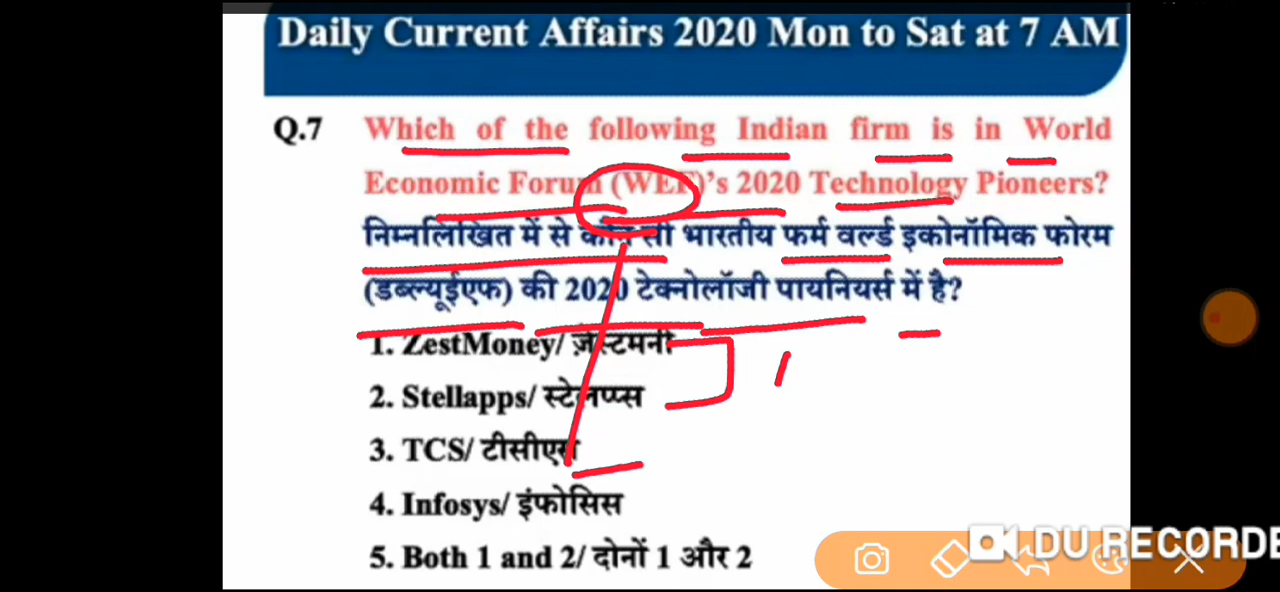 Daily Current Affairs 2020 Mon to Sat at 7 AM
Q.7 Which of the following Indian firm is in World
Economic Forum (WEF)'s 2020 Technology Pioneers?
निम्नलिखित में से कौन सी भारतीय फर्म वर्ल्ड इकोनॉमिक फोरम
(डब्ल्यूईएफ) की 2020 टेक्नोलॉजी पायनियर्स में है?
1. ZestMoney/ ज़ेस्टमनी
2. Stellapps/ स्टेलप्प्स
3. TCS/ टीसीएस
4. Infosys/ इंफोसिस
5. Both 1 and 2/ दोनों 1 और 2
DU RECORDE